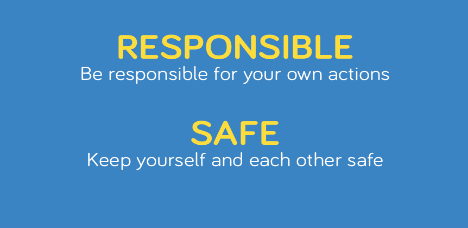 RESPONSIBLE
Be responsible for your own actions
SAFE
Keep yourself and each other safe